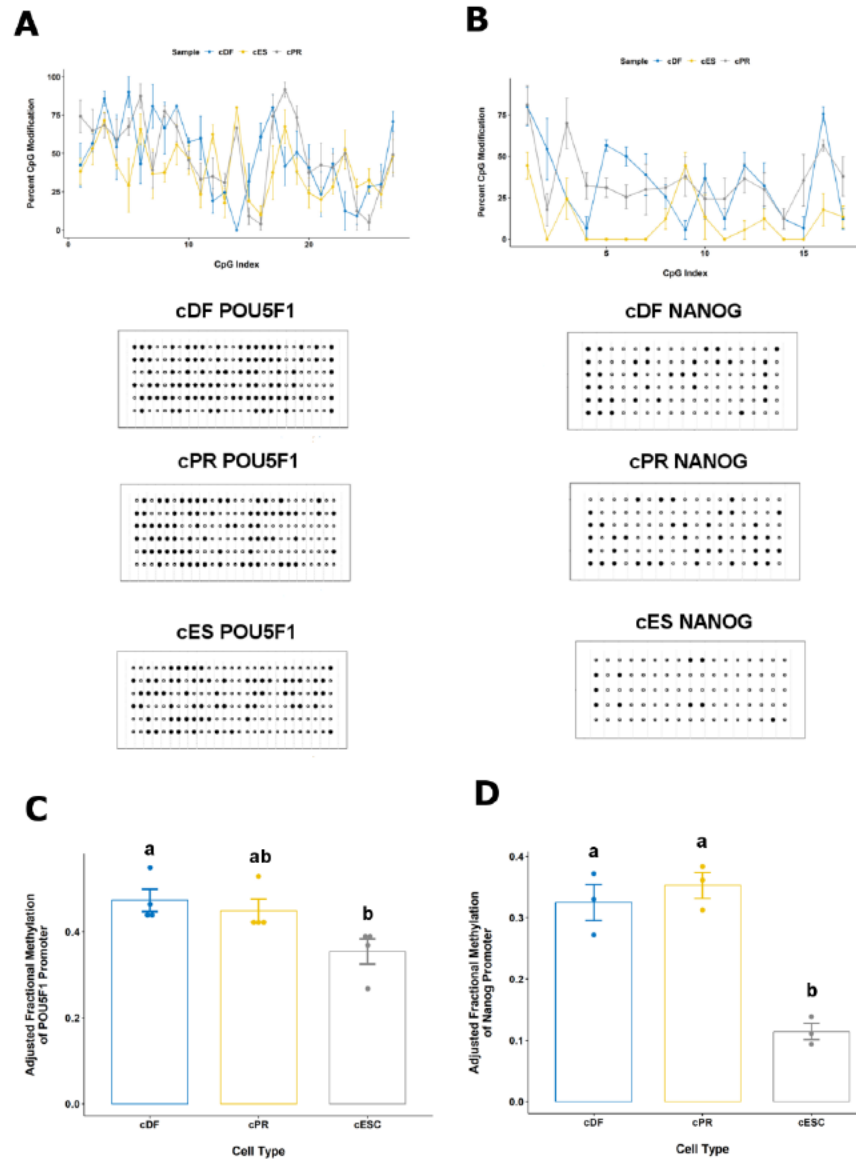 A
B
Sample cDF cES cPR
Sample cDF cES cPR
Percent CpG Modification
100
75
50
25
0
0
10
20
CpG Index
Percent CpG Modification
100
75
50
25
0
5
10
15
CpG Index
cDF POU5F1
cDF NANOG
cPR POU5F1
cPR NANOG
cES POU5F1
cES NANOG
C
D
Adjusted Fractional Methylation
of POU5F1 Promoter
0.4
0.2
0.0
a
ab
b
cDF
cPR
cESC
Cell Type
Adjusted Fractional Methylation
of Nanog Promoter
0.4
0.3
0.2
0.1
0.0
a
a
b
cDF
cPR
cESC
Cell Type